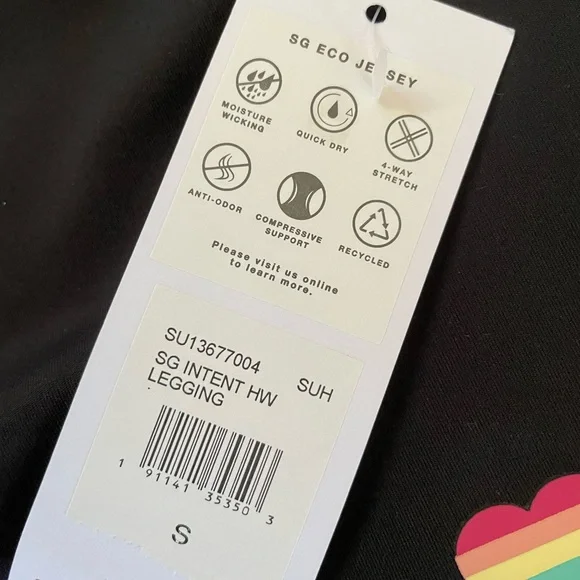 SG ECO JERSEY
MOISTURE
WICKING
QUICK DRY
4-WAY
STRETCH
ANTI-ODOR
COMPRESSIVE
SUPPORT
RECYCLED
Please visit us online
to learn more.
SU13677004
SG INTENT HW SUH
LEGGING
1 91141 35350 3
S